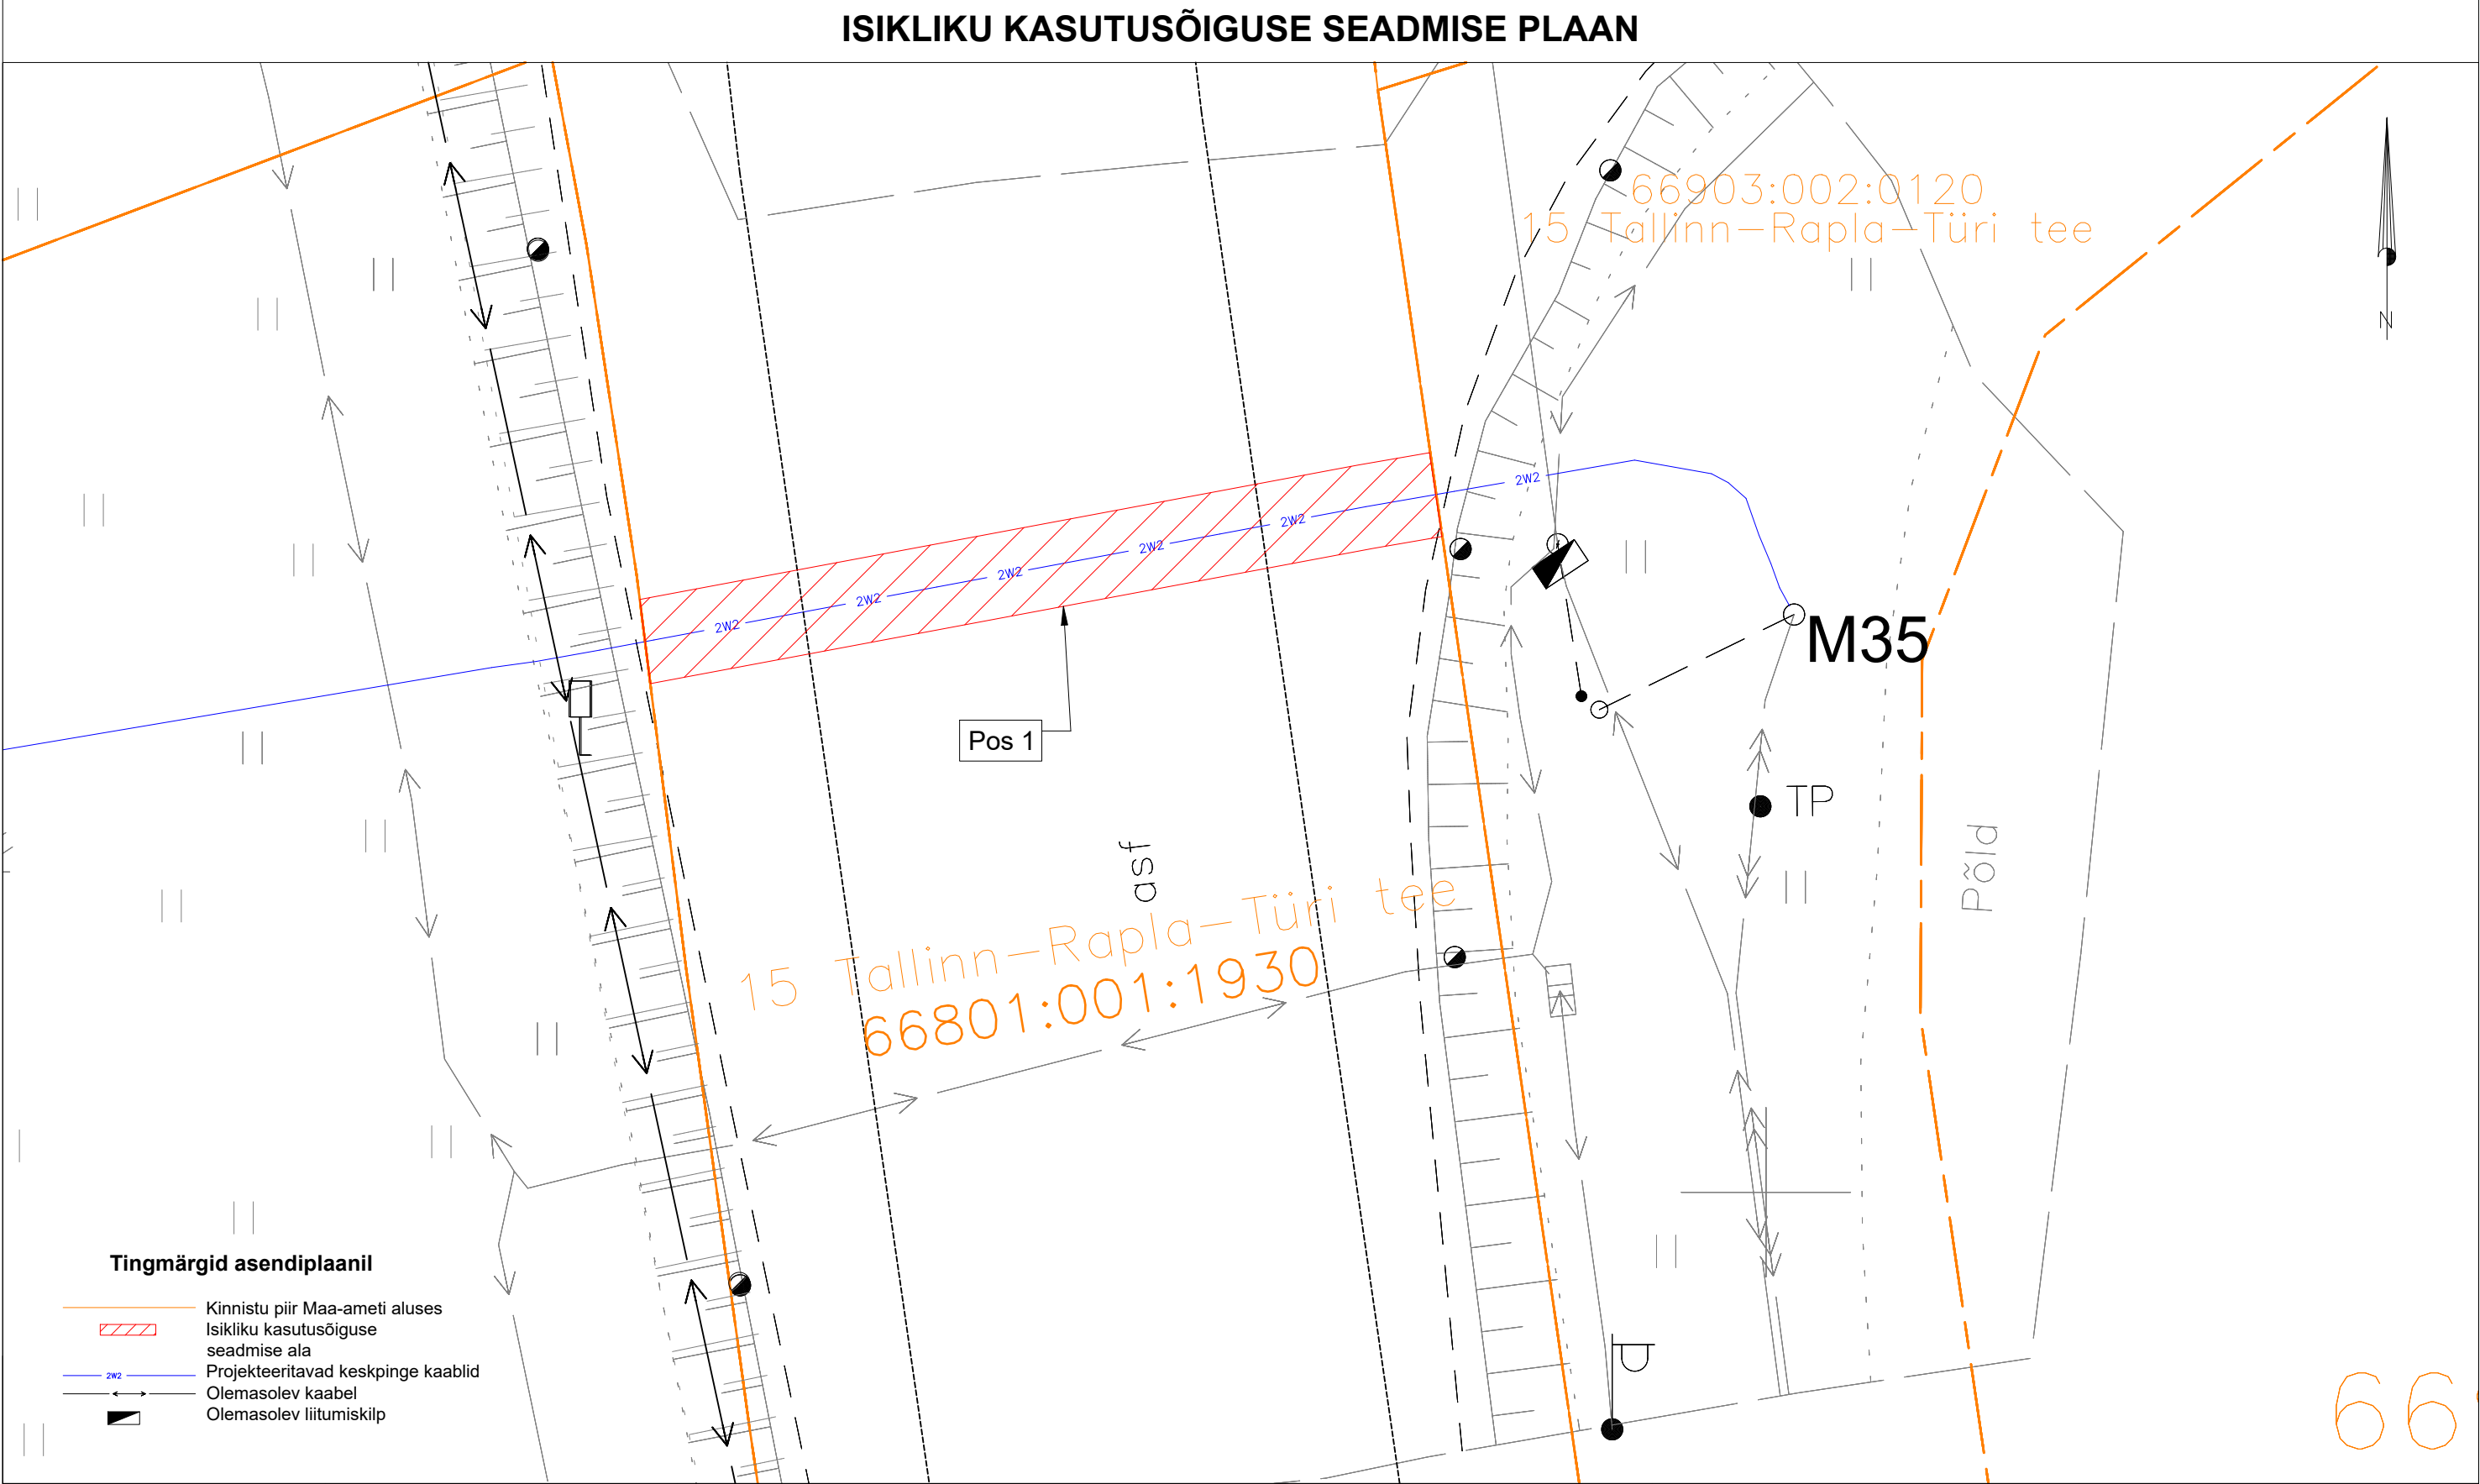 ISIKLIKU KASUTUSÕIGUSE SEADMISE PLAAN
66903:002:0120
15 Tallinn-Rapla-Türi tee
N
2W2
2W2
2W2
2W2
2W2
2W2
M35
Pos 1
TP
asf
Põld
15 Tallinn-Rapla-Türi tee
66801:001:1930
Tingmärgid asendiplaanil
Kinnistu piir Maa-ameti aluses
Isikliku kasutusõiguse
seadmise ala
2W2 Projekteeritavad keskpinge kaablid
Olemasolev kaabel
Olemasolev liitumiskilp
66